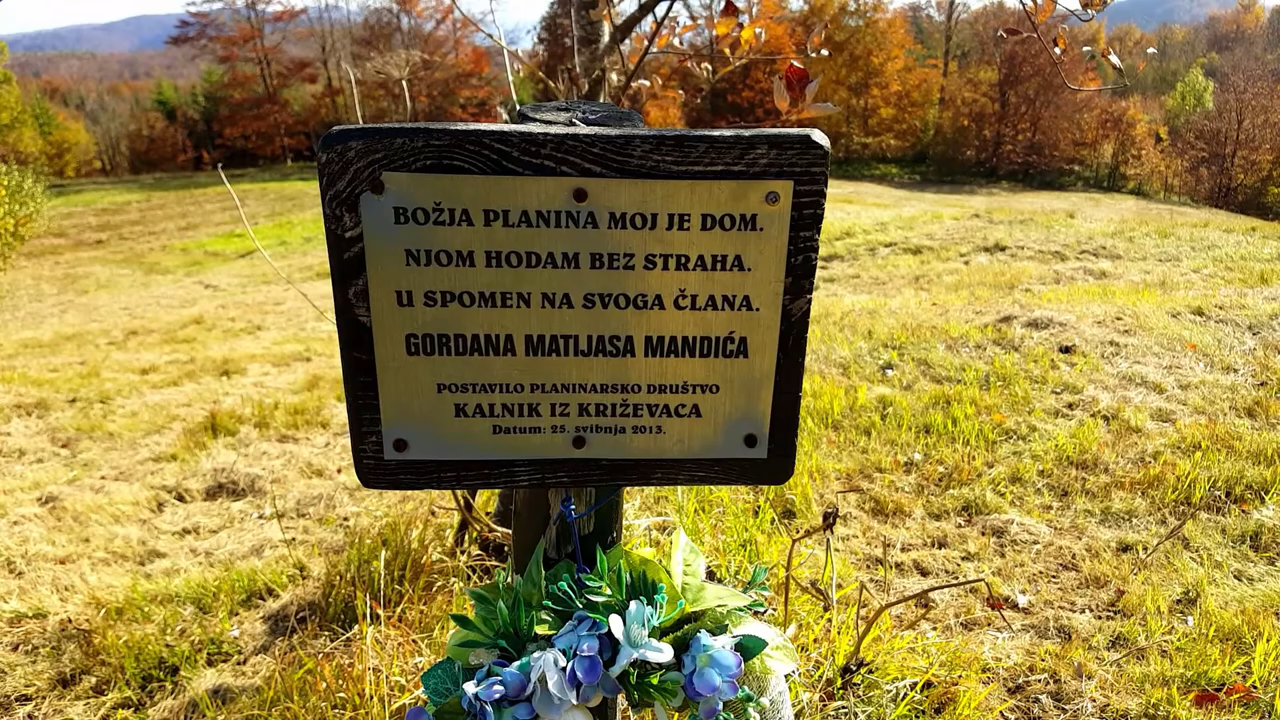 BOŽJA PLANINA MOJ JE DOM.
NJOM HODAM BEZ STRAHA.
U SPOMEN NA SVOGA ČLANA.
GORDANA MATIJASA MANDIĆA
POSTAVILO PLANINARSKO DRUŠTVO
KALNIK IZ KRIŽEVACA
Datum: 25. svibnja 2013.